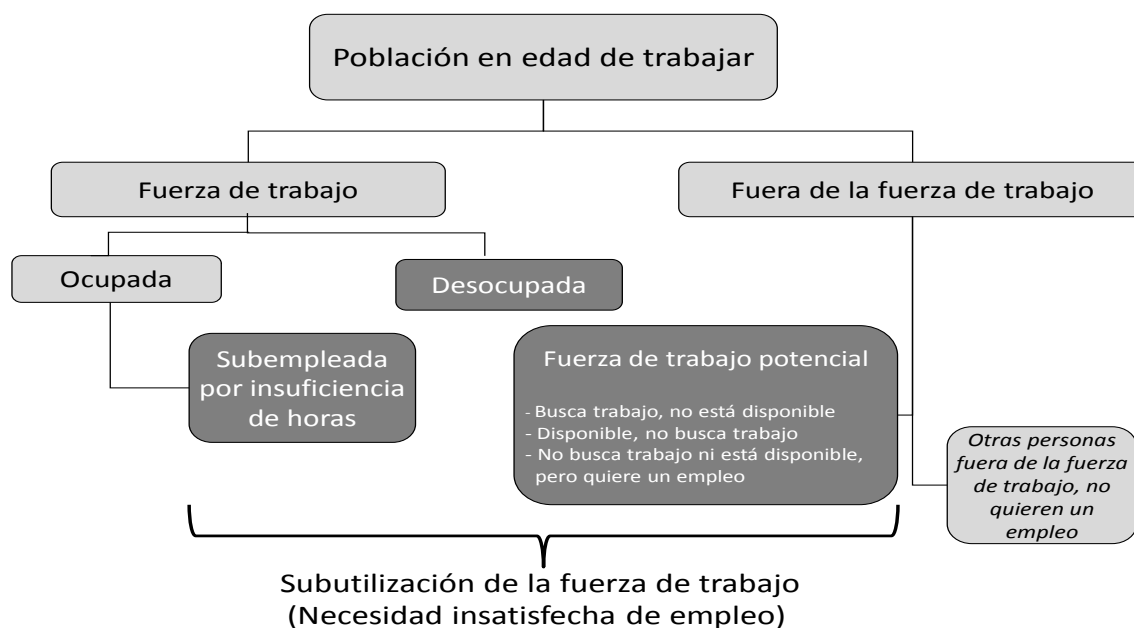 Población en edad de trabajar
Fuerza de trabajo
Fuera de la fuerza de trabajo
Ocupada
Desocupada
Subempleada
por insuficiencia
de horas
Fuerza de trabajo potencial
- Busca trabajo, no está disponible
- Disponible, no busca trabajo
- No busca trabajo ni está disponible,
pero quiere un empleo
Otras personas
fuera de la fuerza
de trabajo, no
quieren un
empleo
Subutilización de la fuerza de trabajo
(Necesidad insatisfecha de empleo)